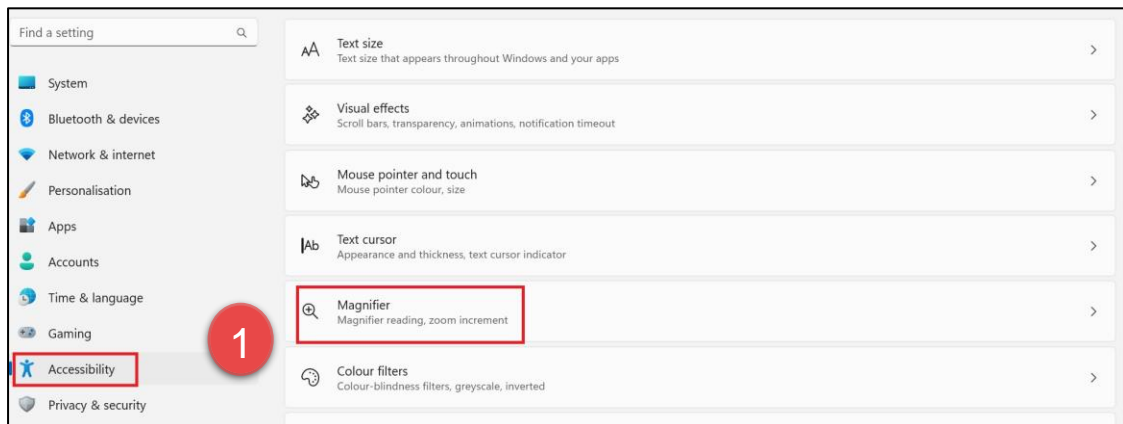 Find a setting
System
Bluetooth & devices
Network & internet
Personalisation
Apps
Accounts
Time & language
Gaming
Accessibility
Privacy & security
1
Text size
Text size that appears throughout Windows and your apps
Visual effects
Scroll bars, transparency, animations, notification timeout
Mouse pointer and touch
Mouse pointer colour, size
Text cursor
Appearance and thickness, text cursor indicator
Magnifier
Magnifier reading, zoom increment
Colour filters
Colour-blindness filters, greyscale, inverted